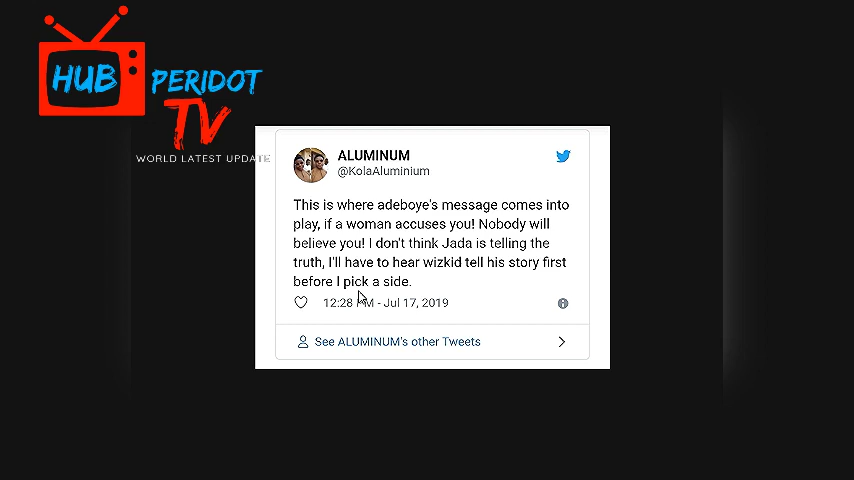 HUB
PERIDOT
TV
WORLD LATEST UPDATE
ALUMINUM
@KolaAluminium
This is where adeboye's message comes into
play, if a woman accuses you! Nobody will
believe you! I don't think Jada is telling the
truth, I'll have to hear wizkid tell his story first
before I pick a side.
12:28 - Jul 17, 2019
See ALUMINUM's other Tweets